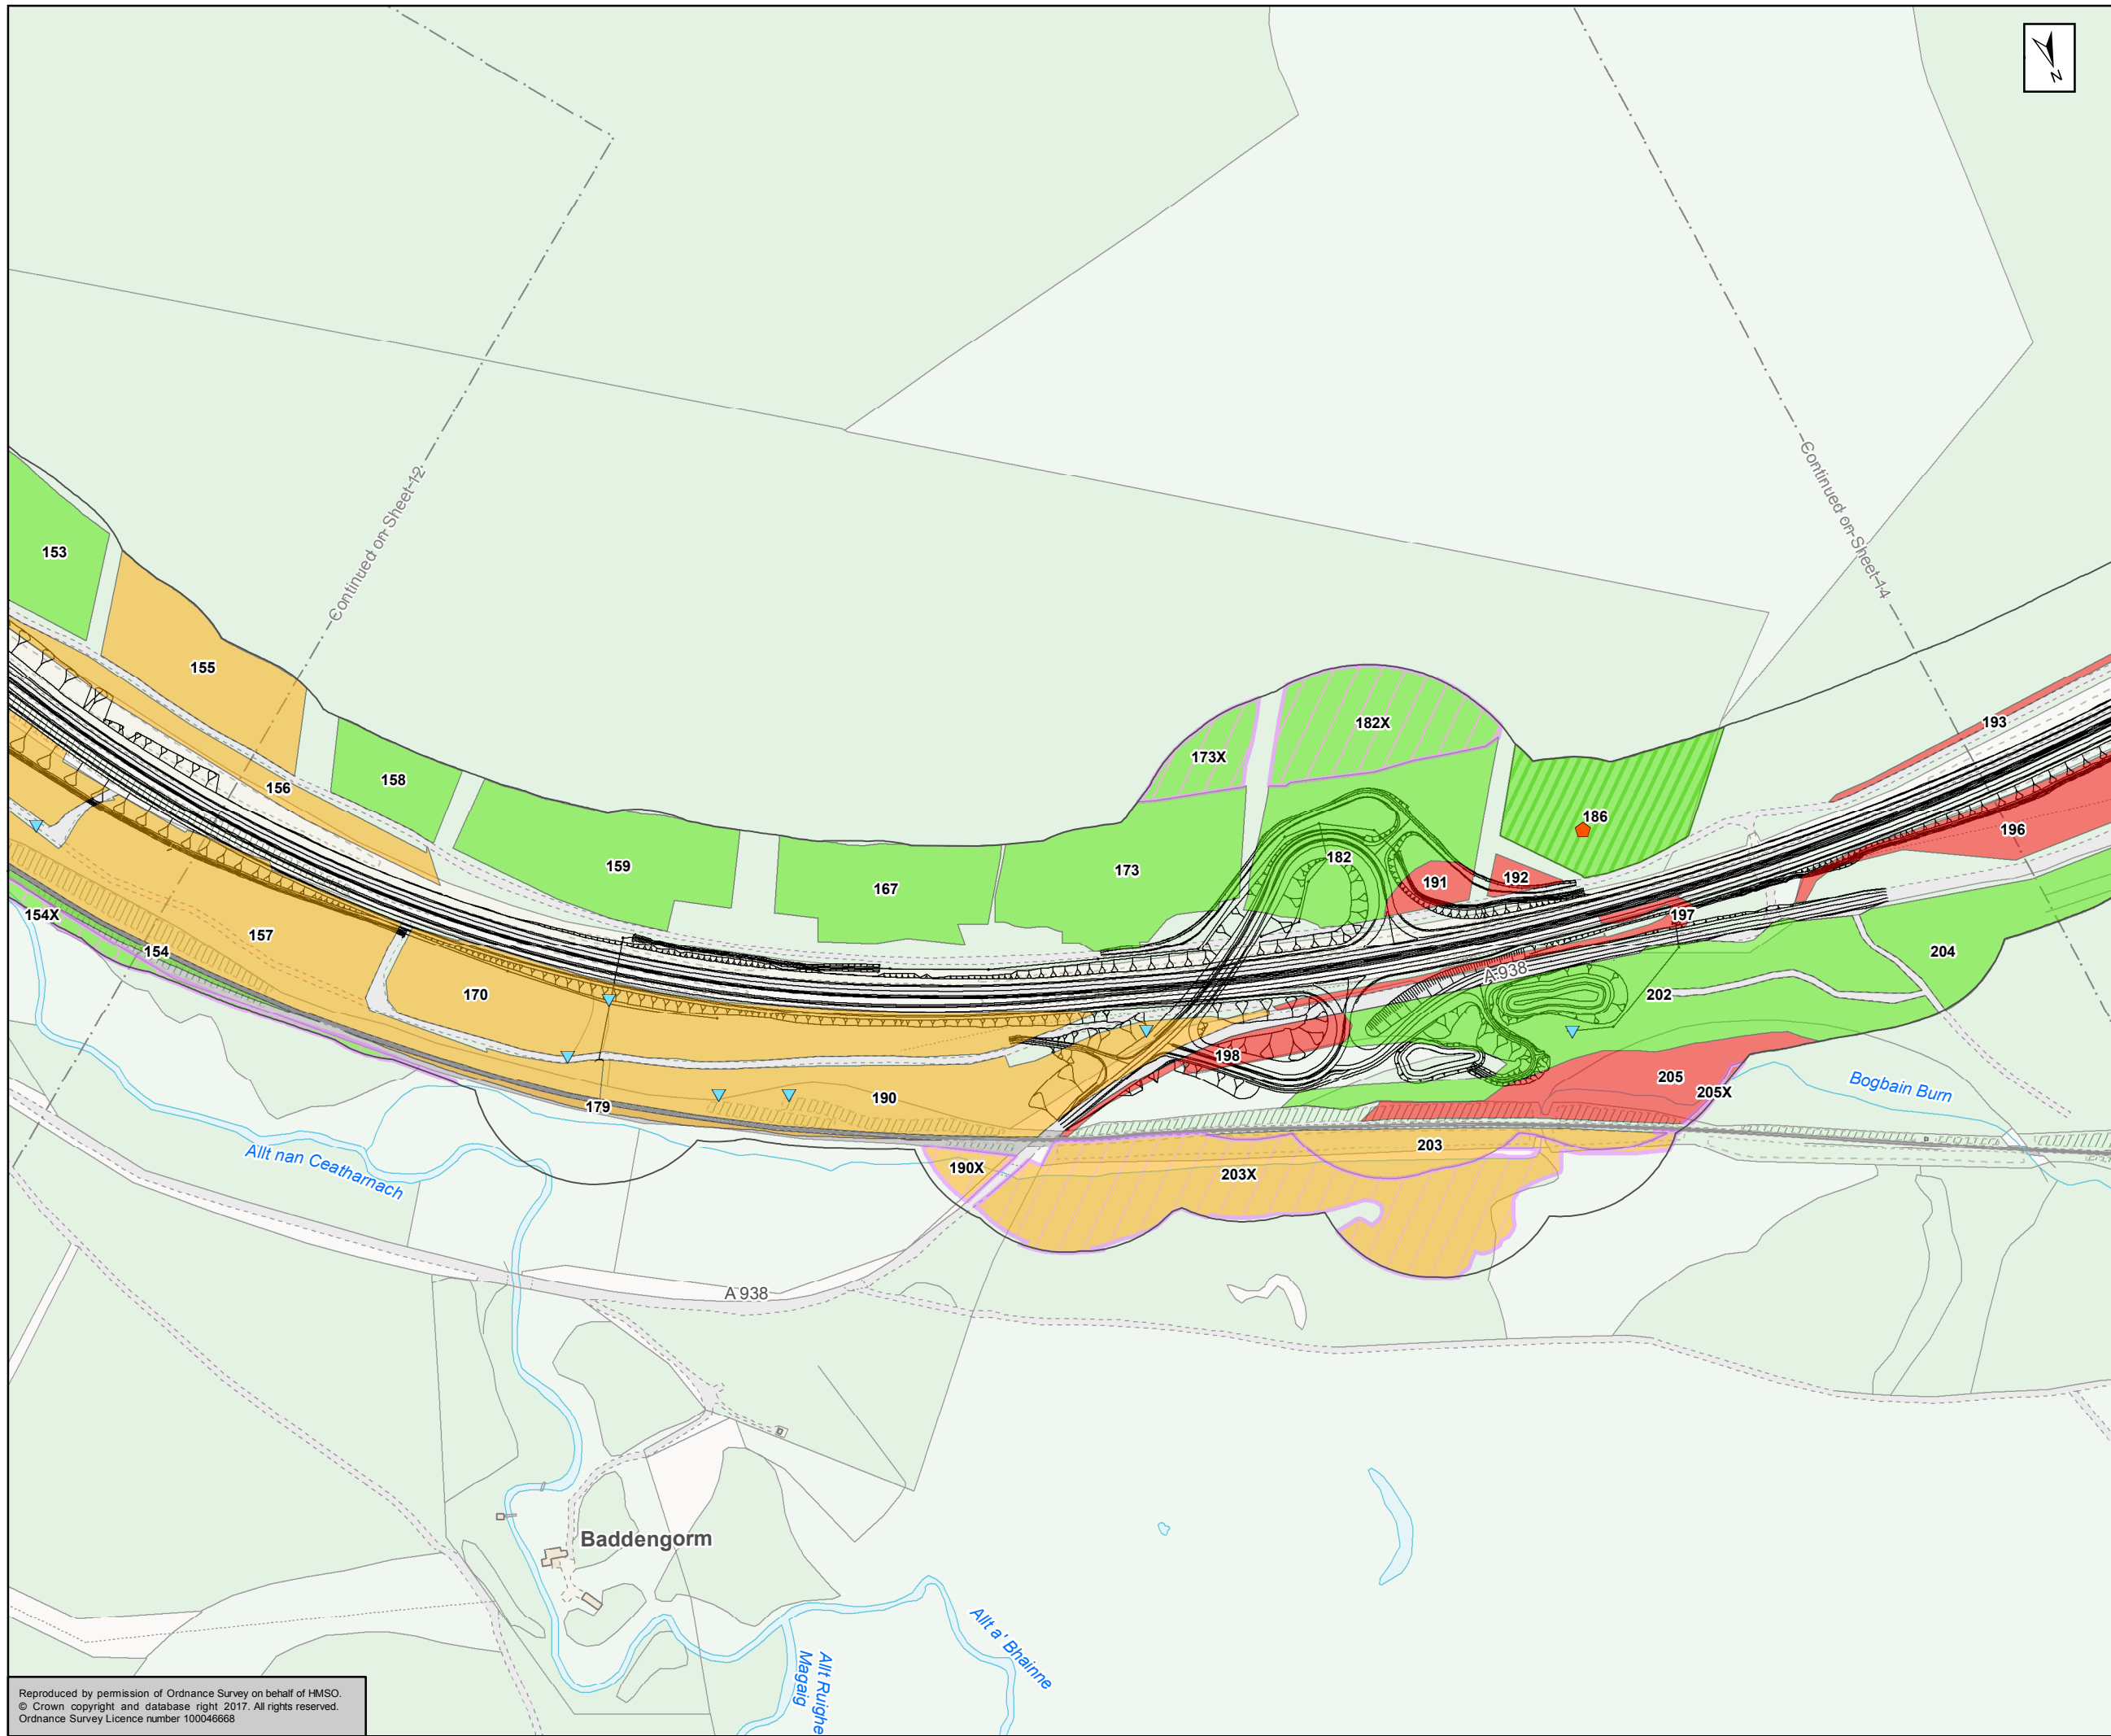 N
Continued on Sheet 12
Continued on Sheet 14
153
155
156
158
159
167
173
173X
182X
182
186
191
192
193
196
197
A 938
202
204
154X
154
157
170
179
190
198
205
205X
Bogbain Burn
190X
203X
203
Allt nan Ceatharnach
A 938
Baddengorm
Allt a' Bhainne
Allt Ruighe
Magaig
Reproduced by permission of Ordnance Survey on behalf of HMSO.
© Crown copyright and database right 2017. All rights reserved.
Ordnance Survey Licence number 100046668